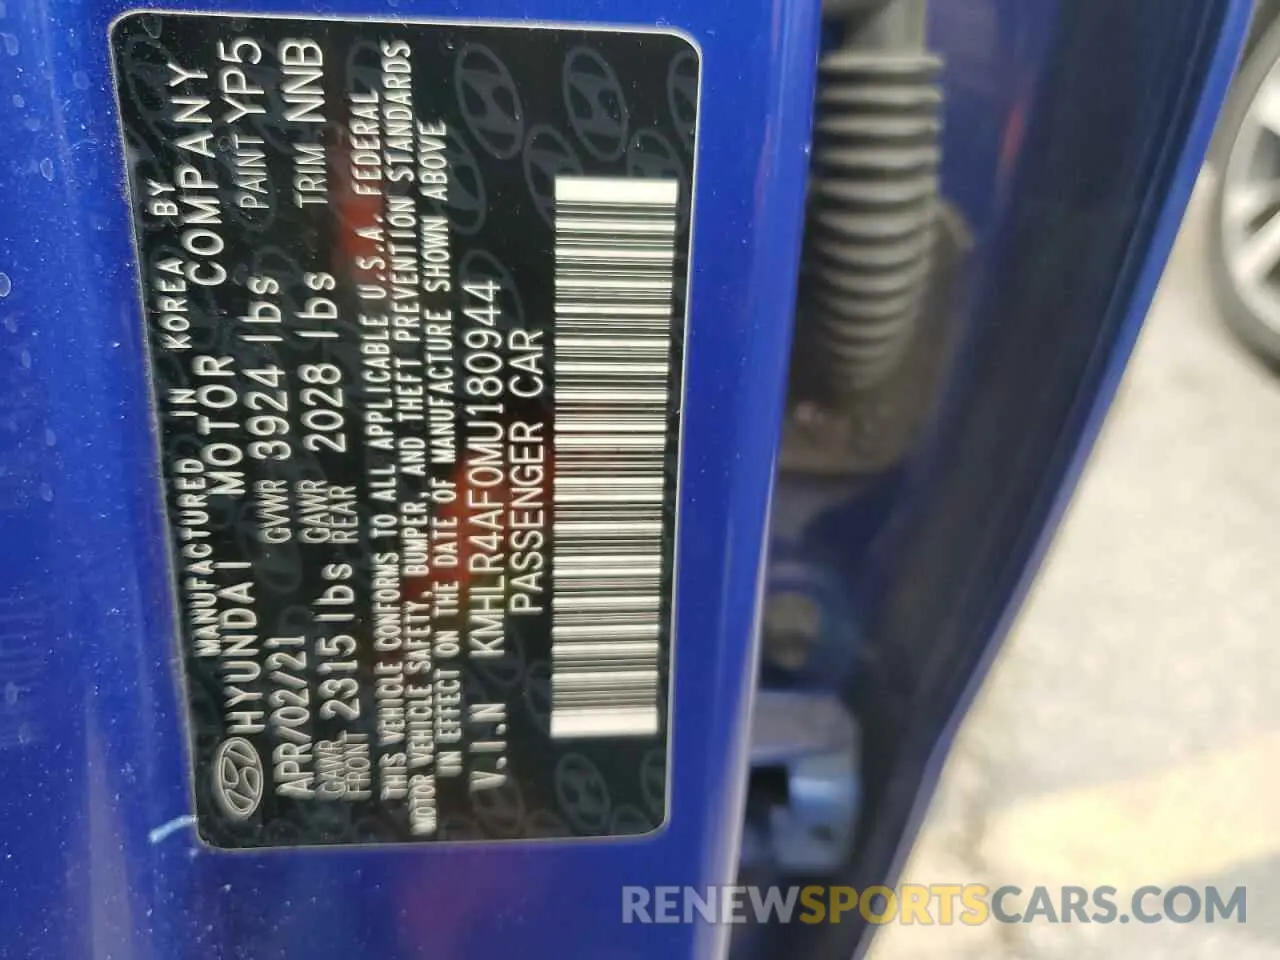 MANUFACTURED IN KOREA BY
HYUNDAI MOTOR COMPANY
APR/02/21 GVWR 3924 lbs PAINT YP5
GAWR FRONT 2315 lbs GAWR REAR 2028 lbs TRIM NNB
THIS VEHICLE CONFORMS TO ALL APPLICABLE U.S.A. FEDERAL
MOTOR VEHICLE SAFETY, BUMPER, AND THEFT PREVENTION STANDARDS
IN EFFECT ON THE DATE OF MANUFACTURE SHOWN ABOVE
V.I.N KMHLR4AF0MU180944
PASSENGER CAR
RENEWSPORTSCARS.COM